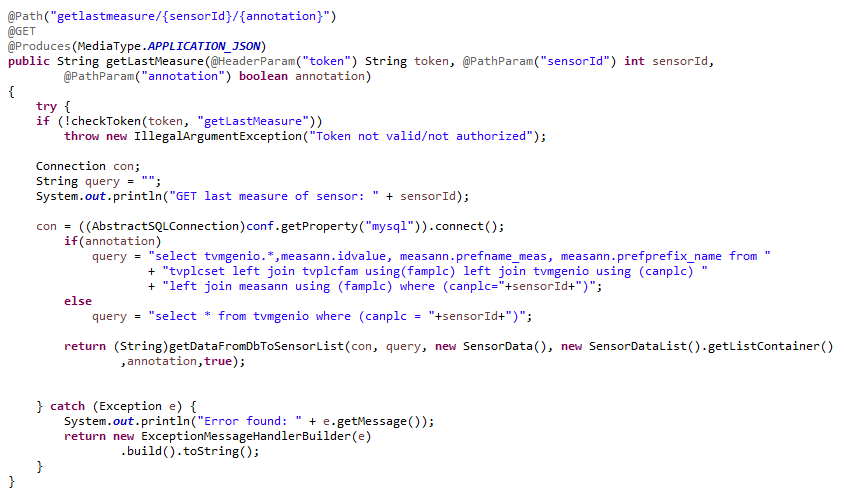 @Path("getlastmeasure/{sensorId}/{annotation}")
@GET
@Produces(MediaType.APPLICATION_JSON)
public String getLastMeasure(@HeaderParam("token") String token, @PathParam("sensorId") int sensorId,
        @PathParam("annotation") boolean annotation)
{
    try {
    if (!checkToken(token, "getLastMeasure"))
        throw new IllegalArgumentException("Token not valid/not authorized");
    Connection con;
    String query = "";
    System.out.println("GET last measure of sensor: " + sensorId);
    con = ((AbstractSQLConnection)conf.getProperty("mysql")).connect();
        if(annotation)
            query = "select tvmgenio.*,measann.idvalue, measann.prefname_meas, measann.prefprefix_name from "
                    + "tvplcset left join tvplcfam using(famplc) left join tvmgenio using (canplc) "
                    + "left join measann using (famplc) where (canplc="+sensorId+")";
        else
            query = "select * from tvmgenio where (canplc = "+sensorId+")";
        return (String)getDataFromDbToSensorList(con, query, new SensorData(), new SensorDataList().getListContainer()
                ,annotation,true);
    } catch (Exception e) {
        System.out.println("Error found: " + e.getMessage());
        return new ExceptionMessageHandlerBuilder(e)
                .build().toString();
    }
}